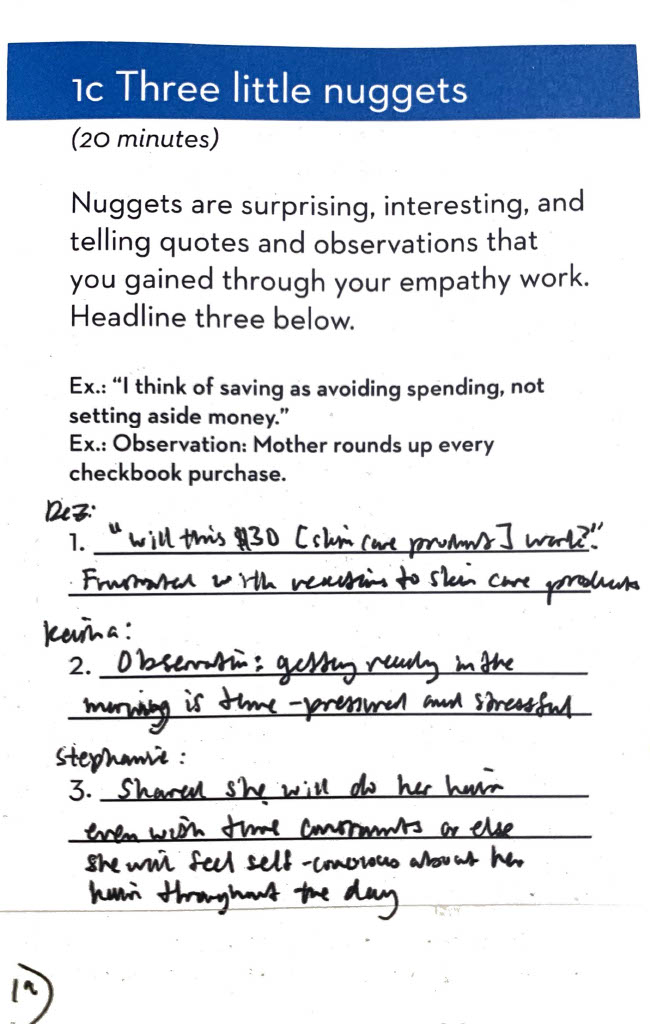 1c Three little nuggets
(20 minutes)
Nuggets are surprising, interesting, and
telling quotes and observations that
you gained through your empathy work.
Headline three below.
Ex.: “I think of saving as avoiding spending, not
setting aside money.”
Ex.: Observation: Mother rounds up every
checkbook purchase.
Dez:
1. "will this $30 [skin care product] work?"
Frustrated with reactions to skin care products
Keisha:
2. Observation: getting ready in the
morning is time-pressured and stressful
Stephanie:
3. Shared she will do her hair
even with time constraints or else
she will feel self-conscious about her
hair throughout the day